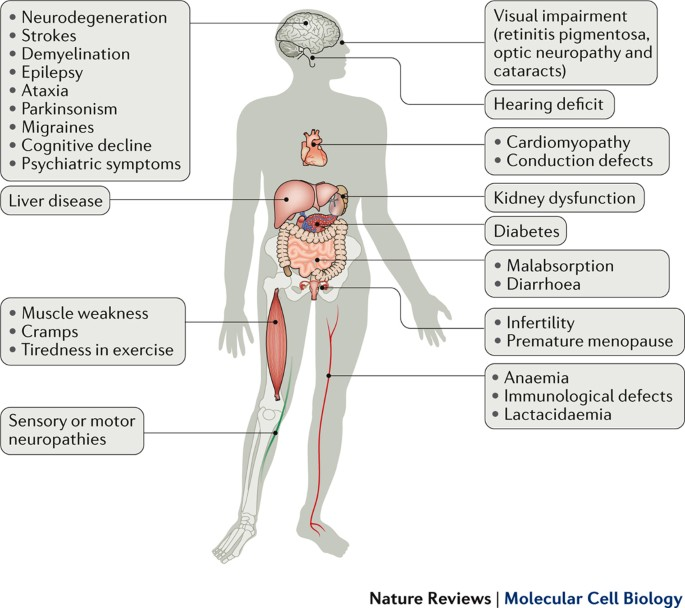 • Neurodegeneration
• Strokes
• Demyelination
• Epilepsy
• Ataxia
• Parkinsonism
• Migraines
• Cognitive decline
• Psychiatric symptoms
Liver disease
• Muscle weakness
• Cramps
• Tiredness in exercise
Sensory or motor
neuropathies
Visual impairment
(retinitis pigmentosa,
optic neuropathy and
cataracts)
Hearing deficit
• Cardiomyopathy
• Conduction defects
Kidney dysfunction
Diabetes
• Malabsorption
• Diarrhoea
• Infertility
• Premature menopause
• Anaemia
• Immunological defects
• Lactacidaemia
Nature Reviews | Molecular Cell Biology